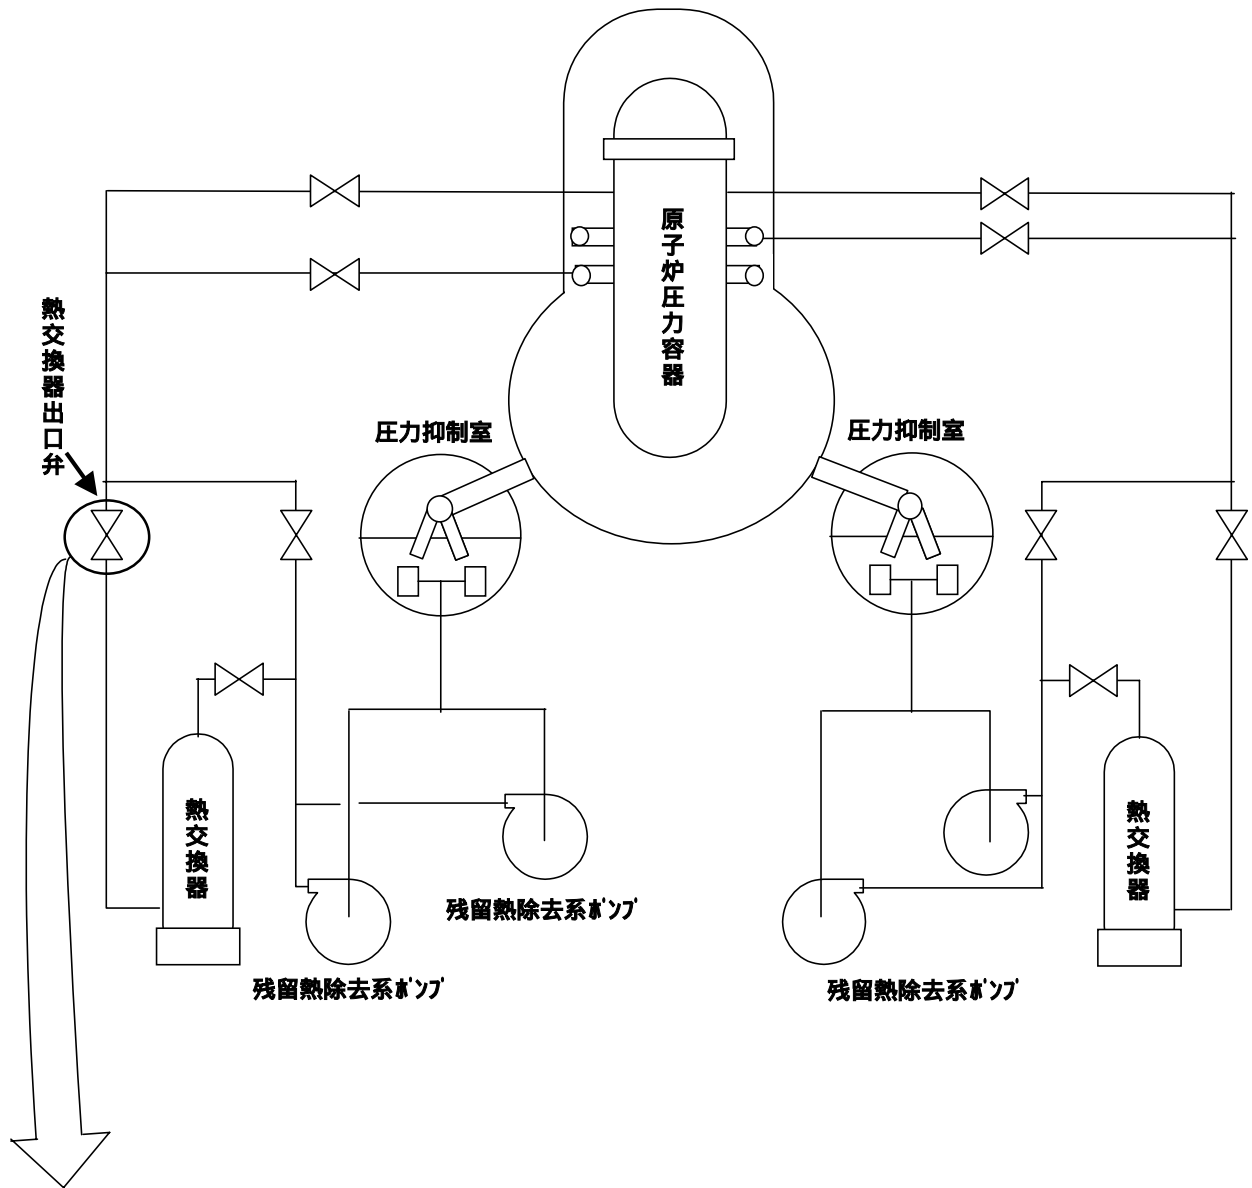 原子炉圧力容器
熱交換器出口弁
圧力抑制室
圧力抑制室
熱交換器
熱交換器
残留熱除去系ﾎﾟﾝﾌﾟ
残留熱除去系ﾎﾟﾝﾌﾟ
残留熱除去系ﾎﾟﾝﾌﾟ